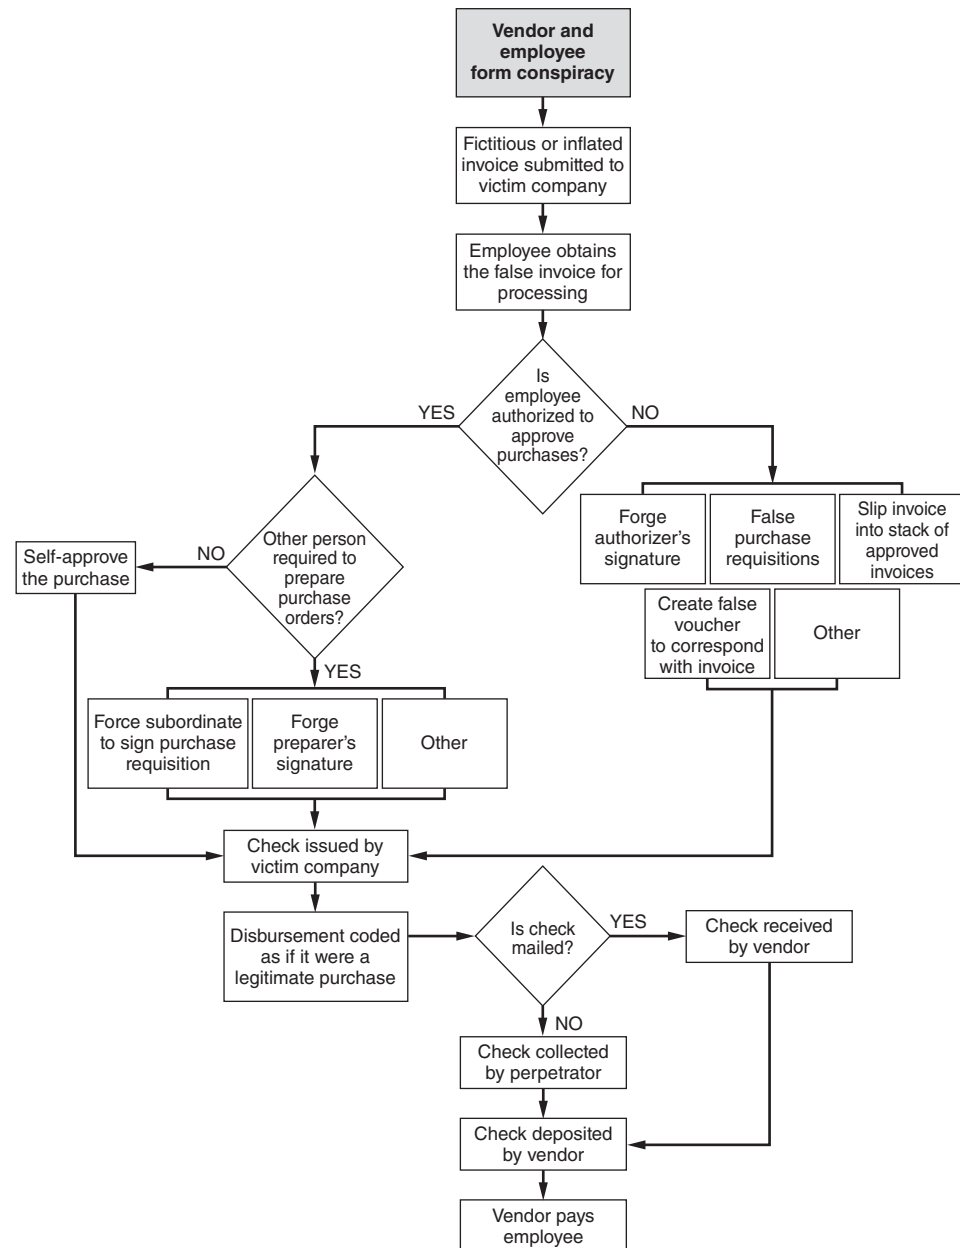 Vendor and
employee
form conspiracy
Fictitious or inflated
invoice submitted to
victim company
Employee obtains
the false invoice for
processing
Is
employee
authorized to
approve
purchases?
YES
NO
Other person
required to
prepare
purchase
orders?
NO
Self-approve
the purchase
YES
Force subordinate
to sign purchase
requisition
Forge
preparer's
signature
Other
Forge
authorizer's
signature
False
purchase
requisitions
Slip invoice
into stack of
approved
invoices
Create false
voucher
to correspond
with invoice
Other
Check issued by
victim company
Disbursement coded
as if it were a
legitimate purchase
Is check
mailed?
YES
Check received
by vendor
NO
Check collected
by perpetrator
Check deposited
by vendor
Vendor pays
employee